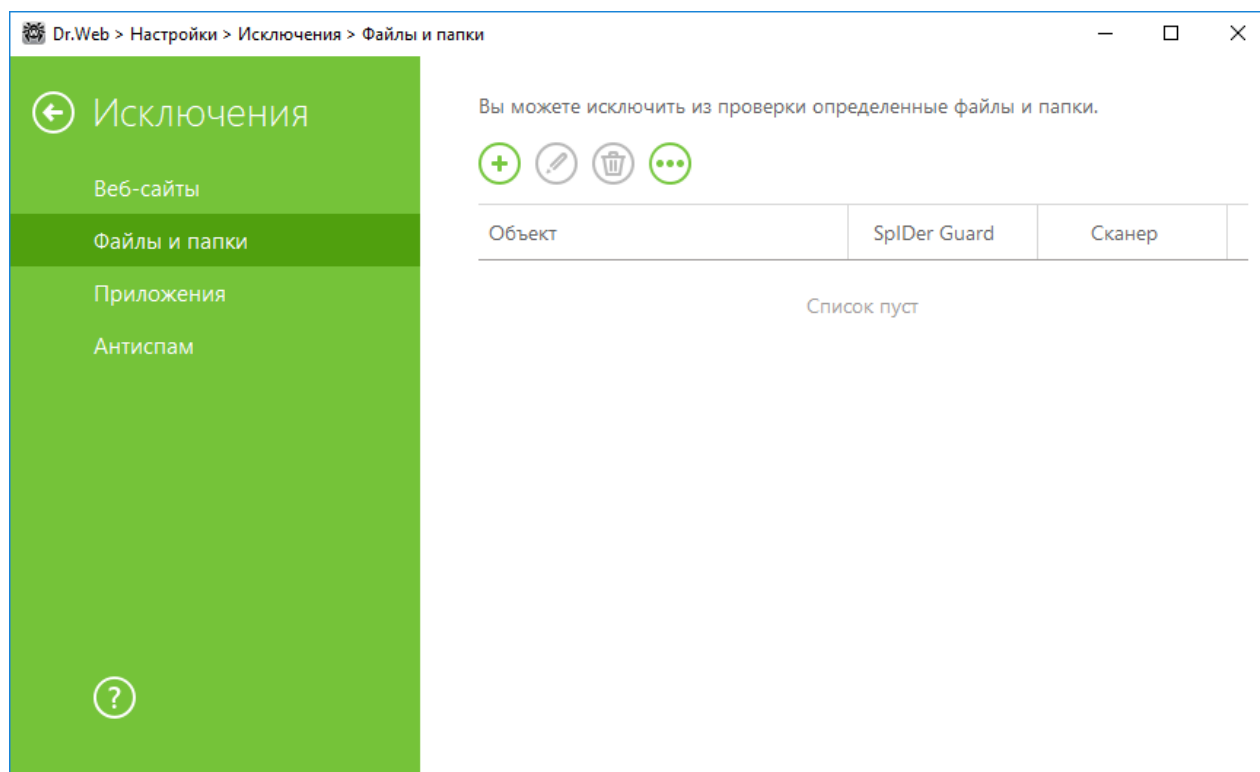 Dr.Web > Настройки > Исключения > Файлы и папки
Исключения
Веб-сайты
Файлы и папки
Приложения
Антиспам
?
Вы можете исключить из проверки определенные файлы и папки.
Объект SpIDer Guard Сканер
Список пуст